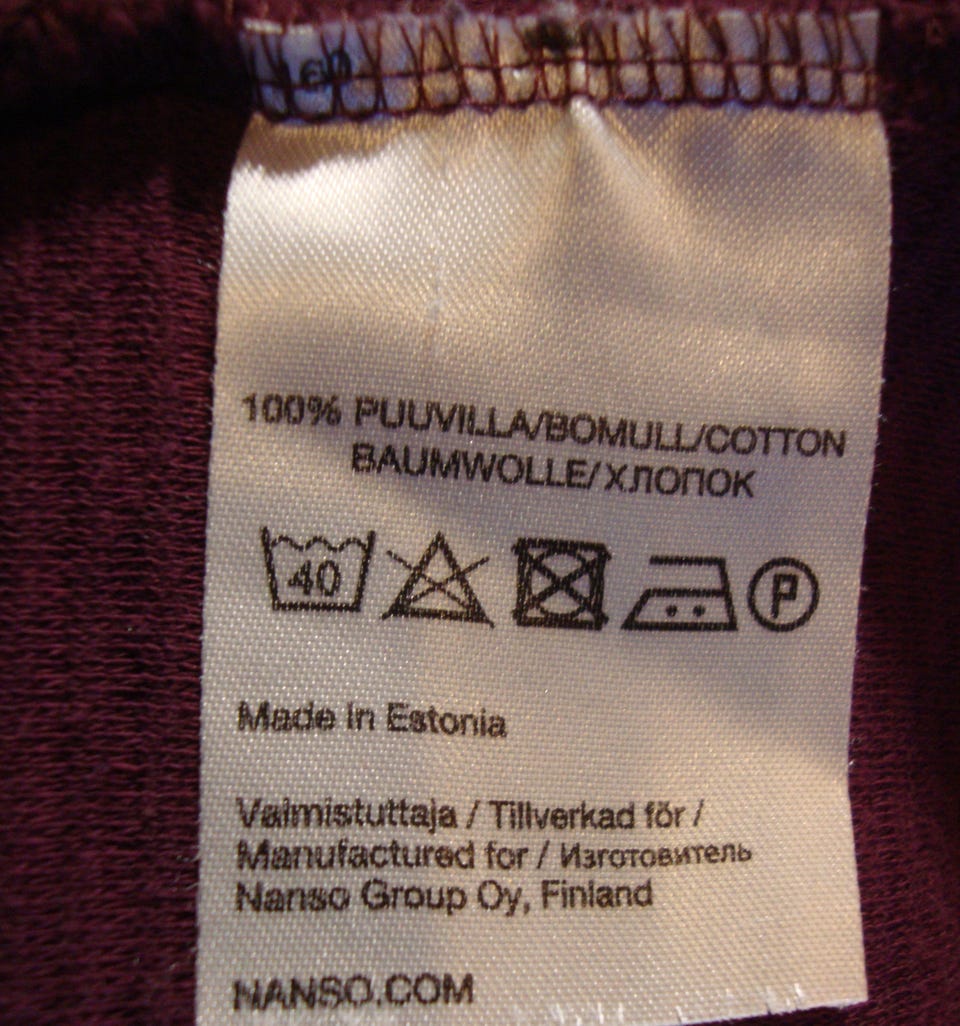 100% PUUVILLA/BOMULL/COTTON
BAUMWOLLE/ХЛОПОК
40
P
Made in Estonia
Valmistuttaja / Tillverkad för /
Manufactured for / Изготовитель
Nanso Group Oy, Finland
NANSO.COM